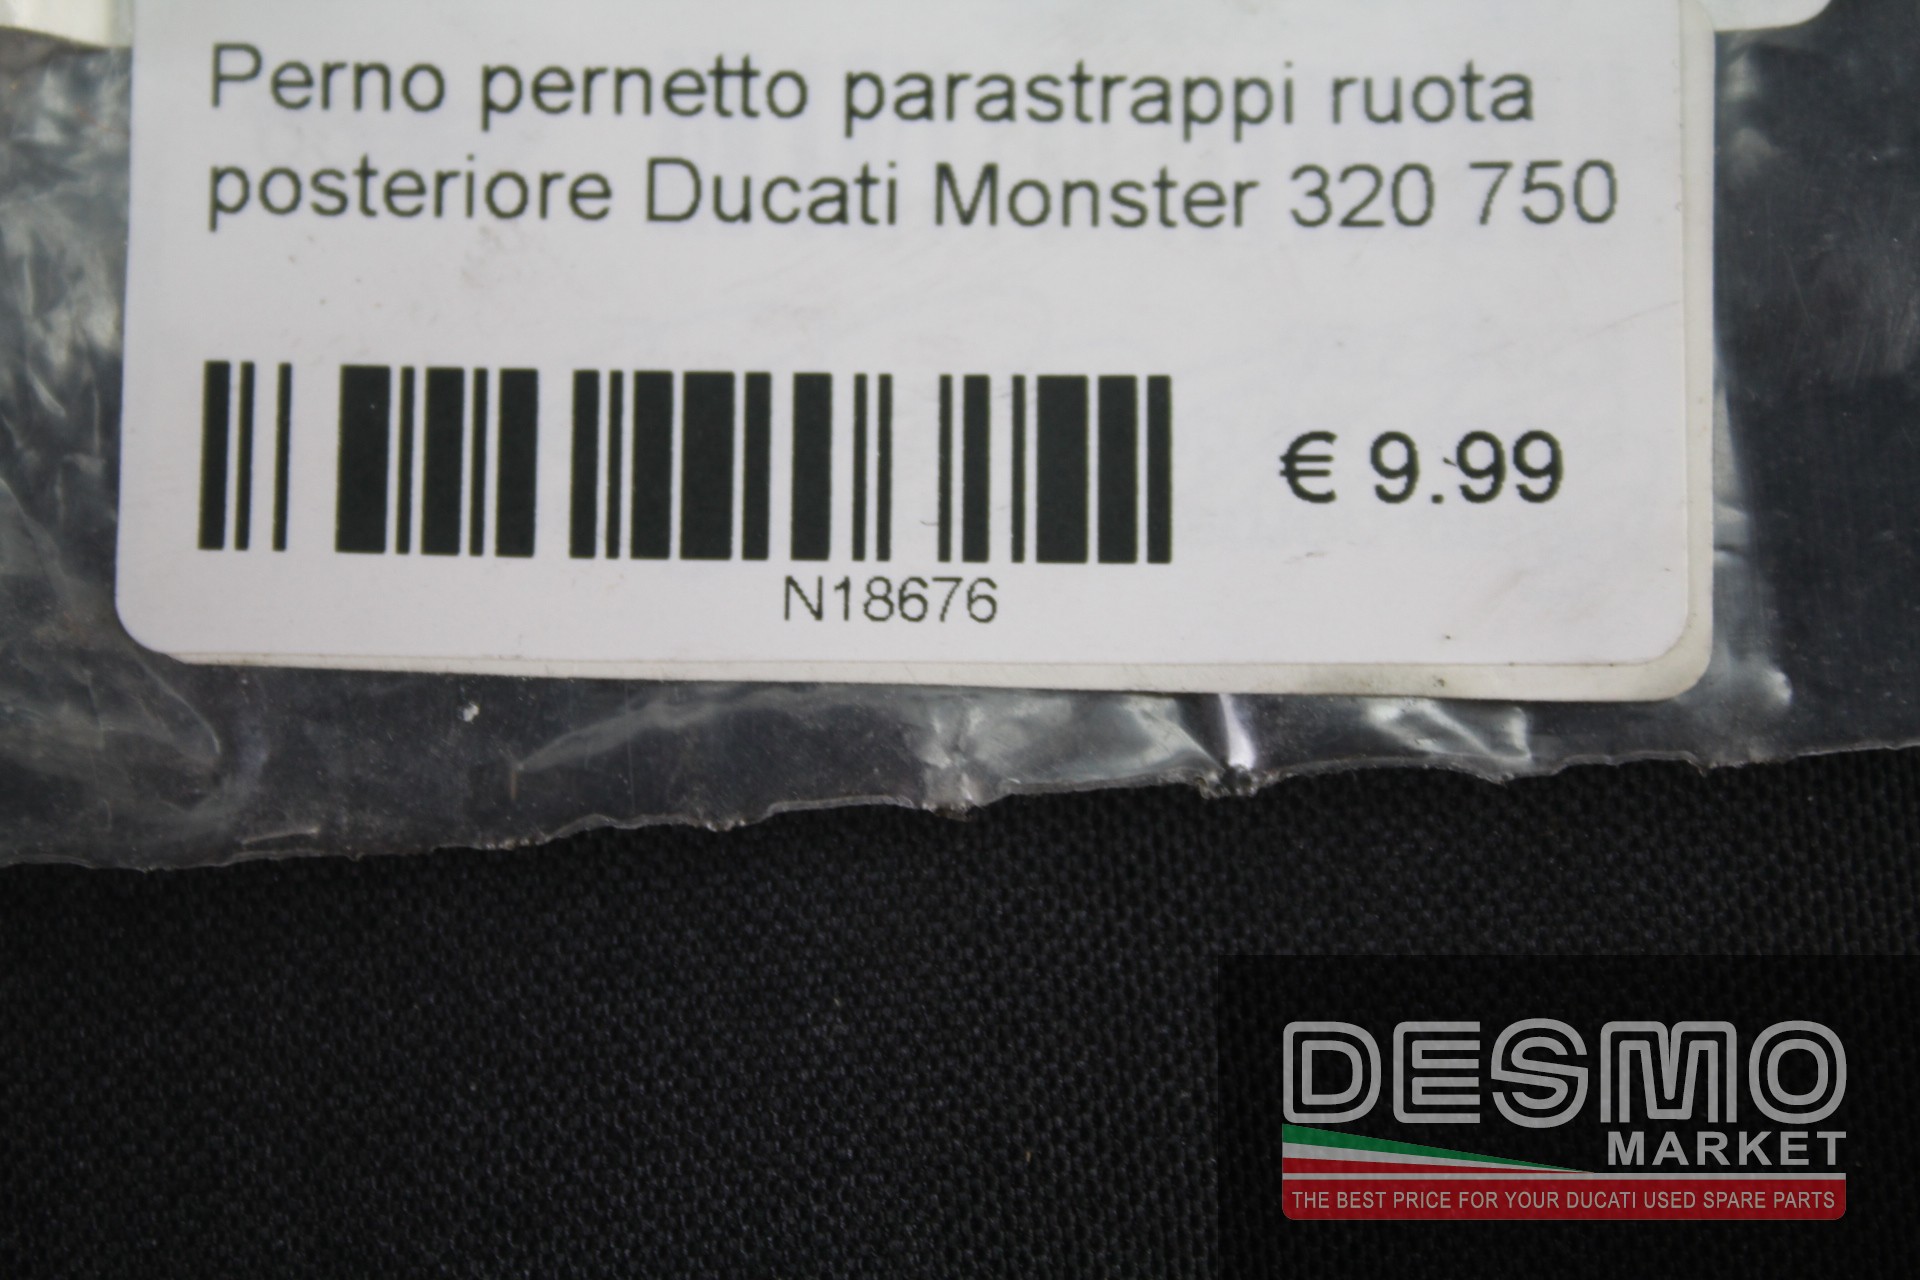 Perno pernetto parastrappi ruota
posteriore Ducati Monster 320 750
€ 9.99
N18676
DESMO
MARKET
THE BEST PRICE FOR YOUR DUCATI USED SPARE PARTS